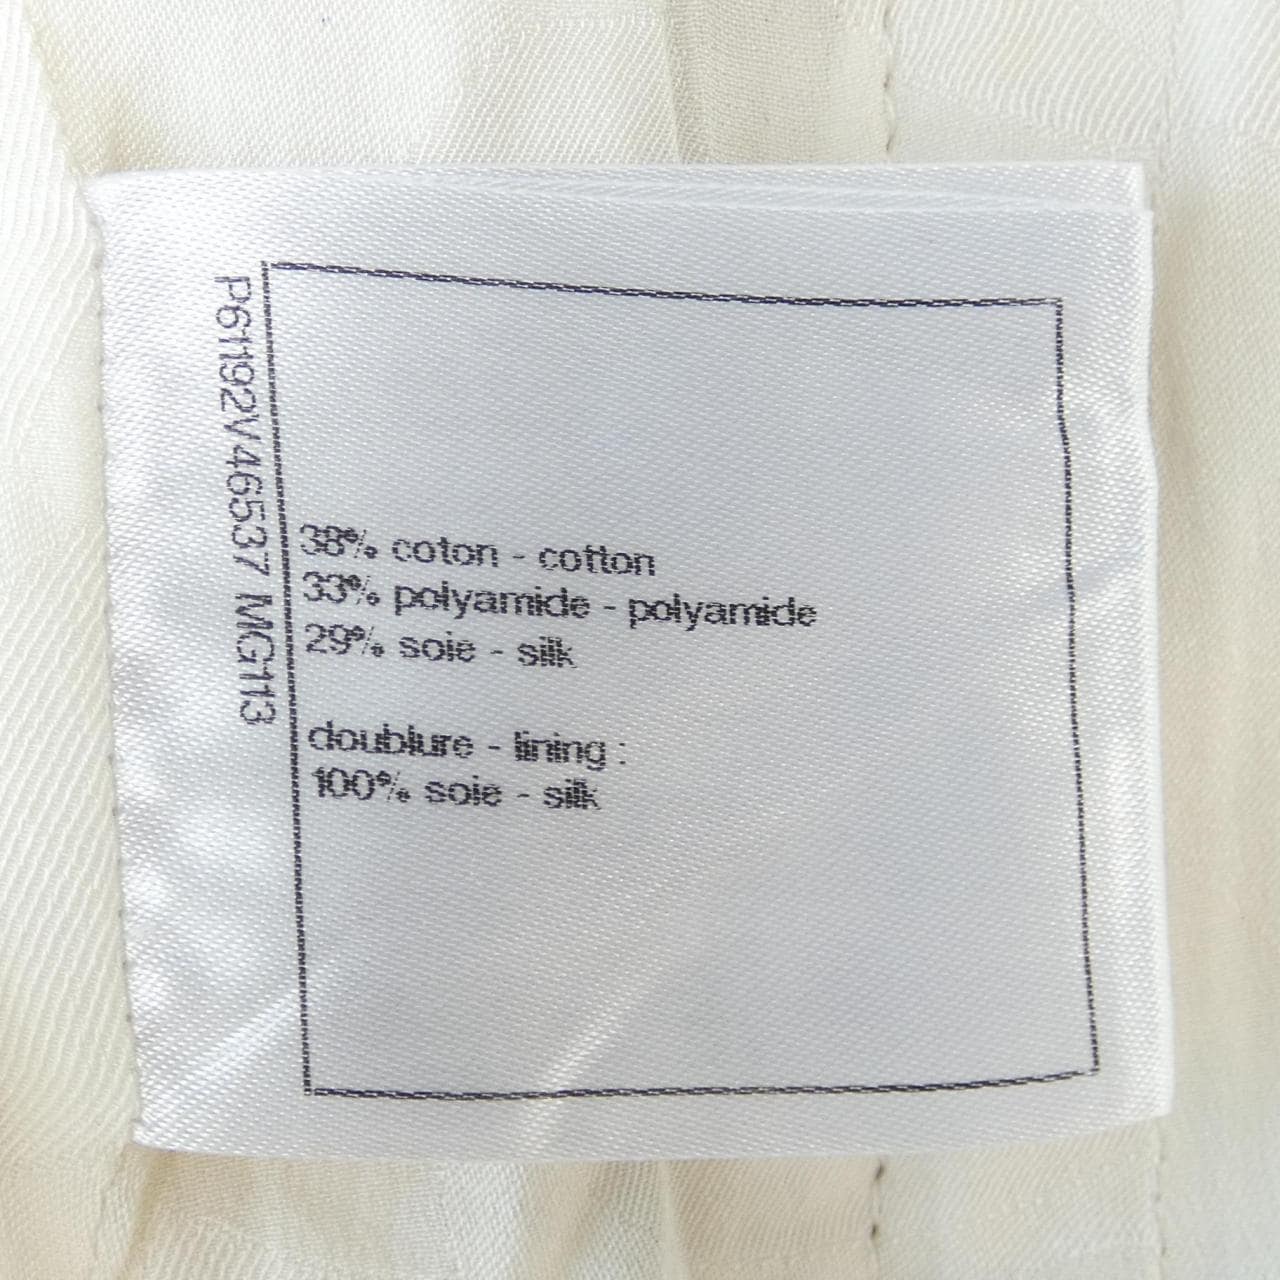 P61192V46537 MG113
38% coton - cotton
33% polyamide - polyamide
29% soie - silk
doublure - lining :
100% soie - silk